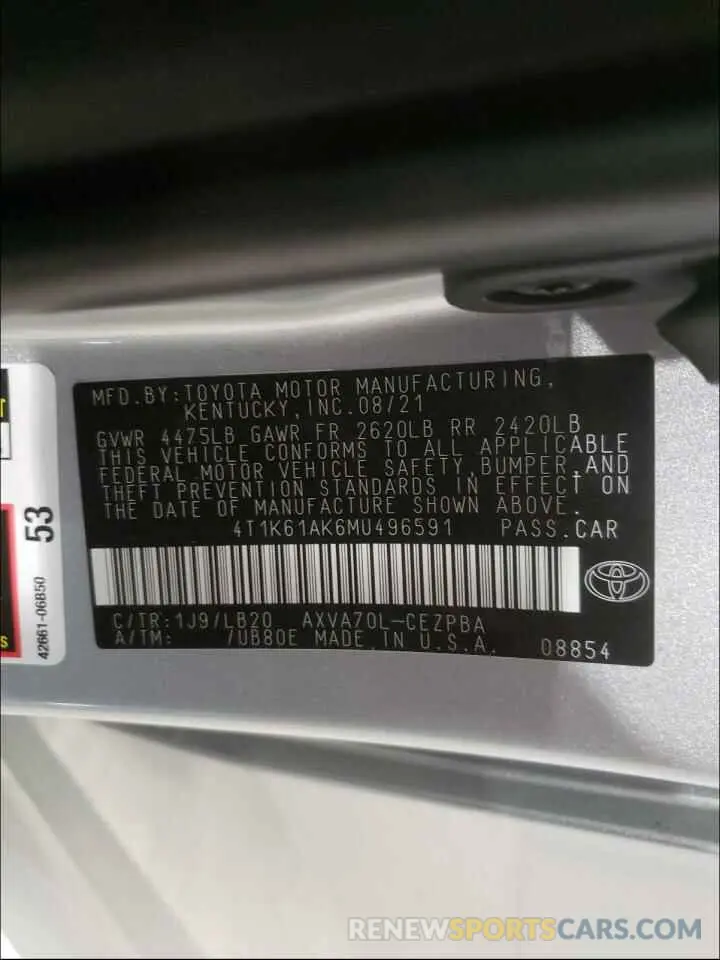 MFD.BY:TOYOTA MOTOR MANUFACTURING,
KENTUCKY,INC.08/21
GVWR 4475LB GAWR FR 2620LB RR 2420LB
THIS VEHICLE CONFORMS TO ALL APPLICABLE
FEDERAL MOTOR VEHICLE SAFETY,BUMPER,AND
THEFT PREVENTION STANDARDS IN EFFECT ON
THE DATE OF MANUFACTURE SHOWN ABOVE.
4T1K61AK6MU496591 PASS.CAR
C/TR:1J9/LB20 AXVA70L-CEZPBA
A/TM: /UB80E MADE IN U.S.A. 08854
53
42661-06B50
RENEWSPORTSCARS.COM